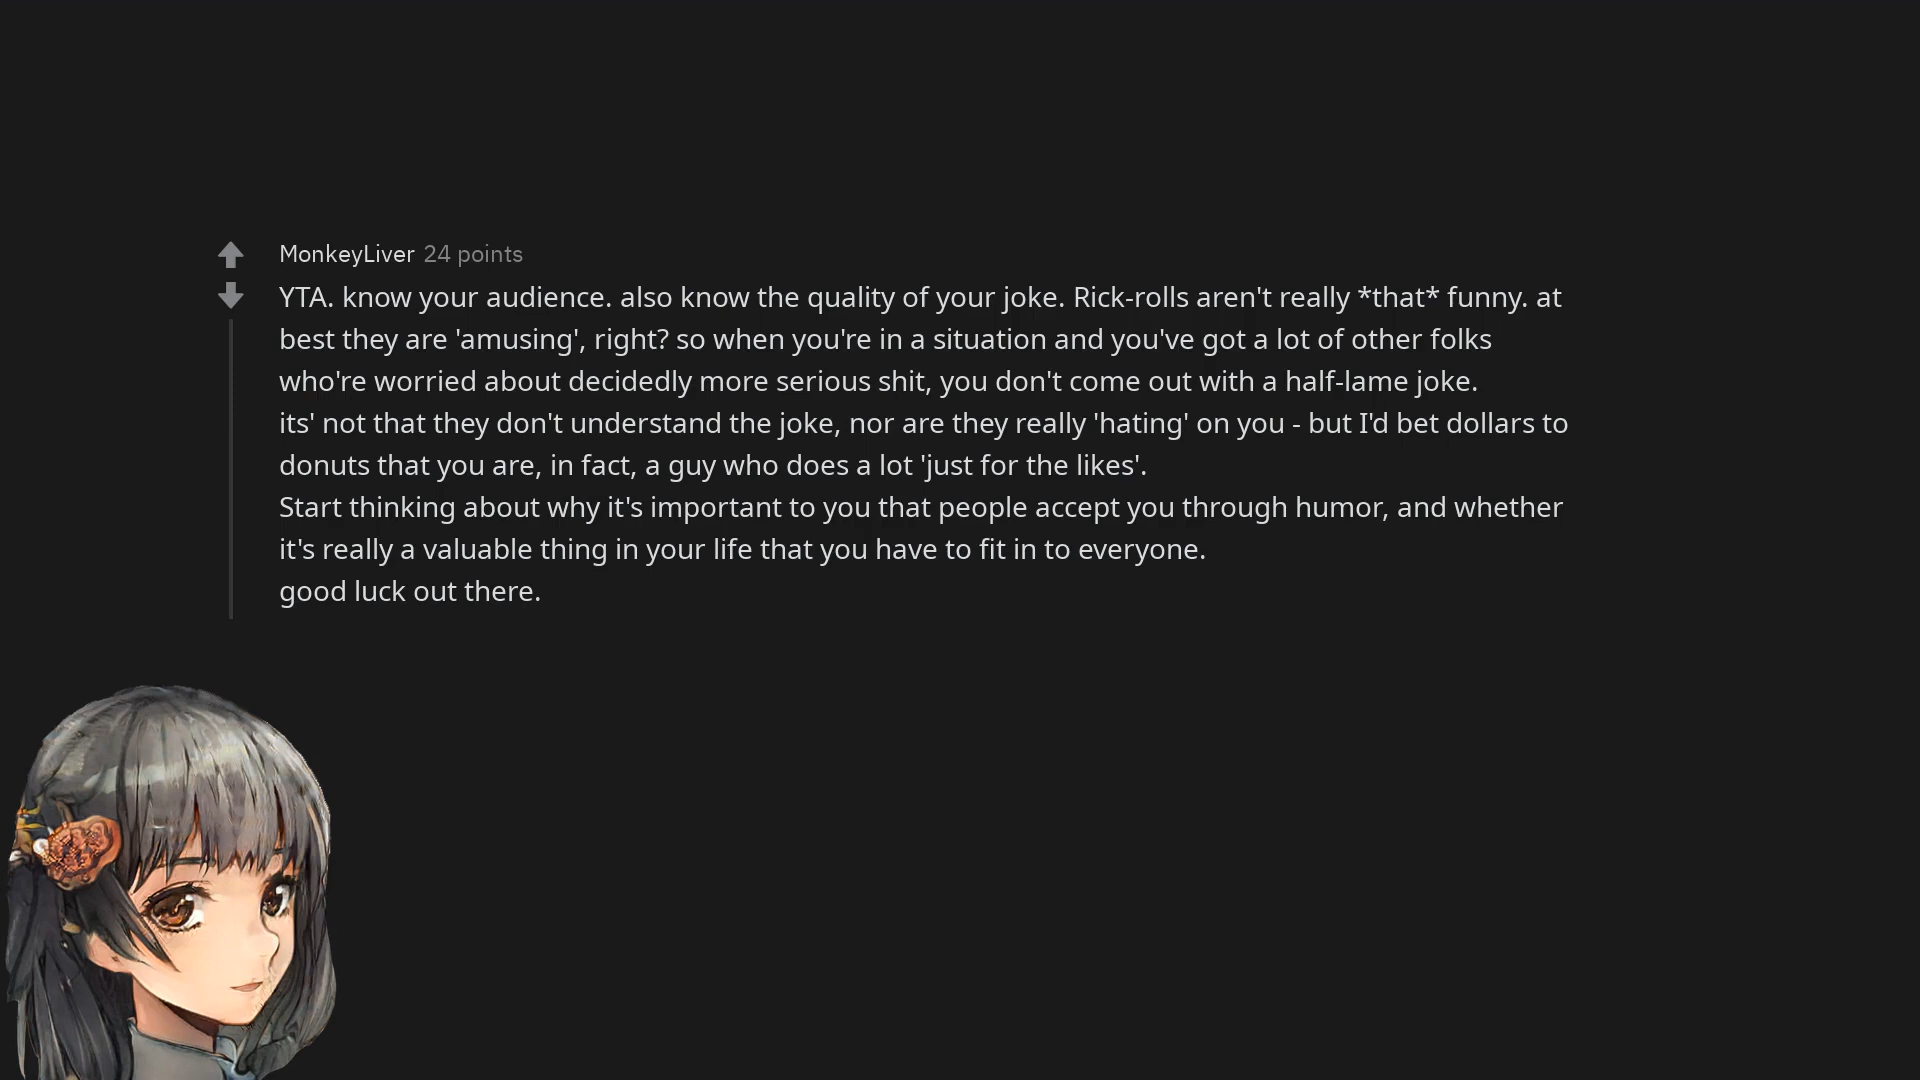 MonkeyLiver 24 points
YTA. know your audience. also know the quality of your joke. Rick-rolls aren't really *that* funny. at
best they are 'amusing', right? so when you're in a situation and you've got a lot of other folks
who're worried about decidedly more serious shit, you don't come out with a half-lame joke.
its' not that they don't understand the joke, nor are they really 'hating' on you - but I'd bet dollars to
donuts that you are, in fact, a guy who does a lot 'just for the likes'.
Start thinking about why it's important to you that people accept you through humor, and whether
it's really a valuable thing in your life that you have to fit in to everyone.
good luck out there.